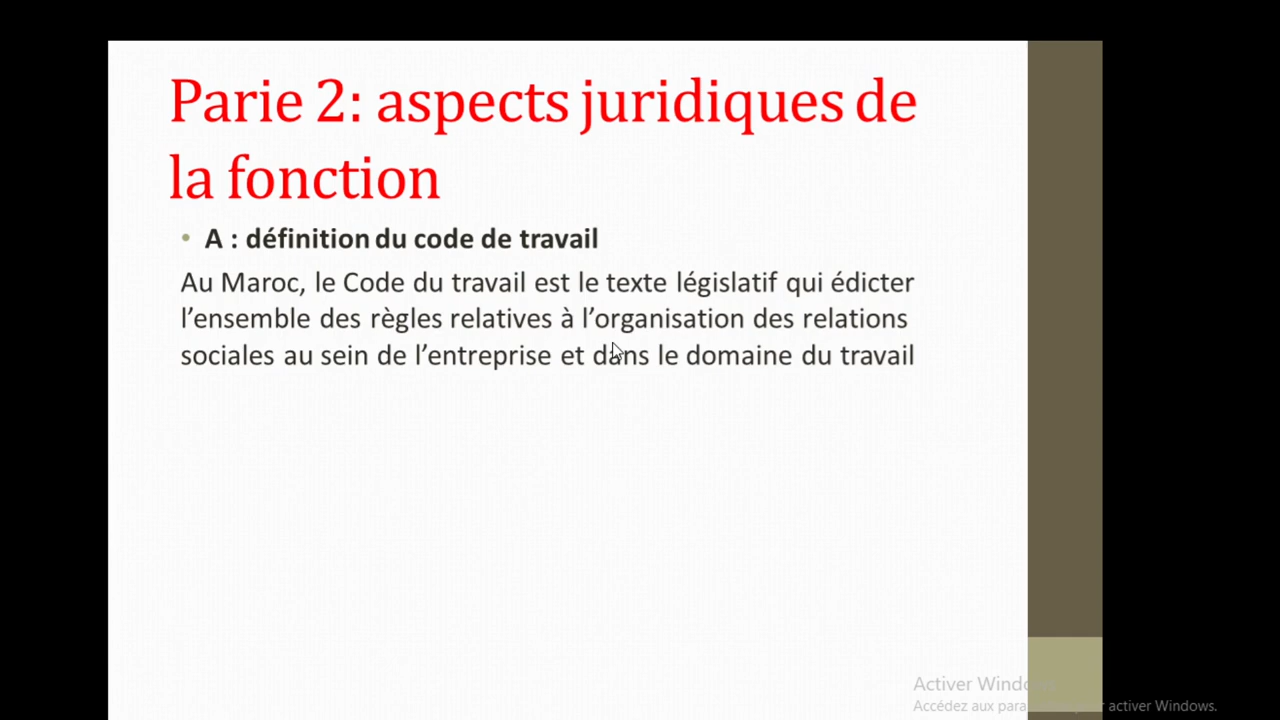 Parie 2: aspects juridiques de
la fonction
• A : définition du code de travail
Au Maroc, le Code du travail est le texte législatif qui édicter
l’ensemble des règles relatives à l’organisation des relations
sociales au sein de l’entreprise et dans le domaine du travail
Activer Windows
Accédez aux activer Windows.